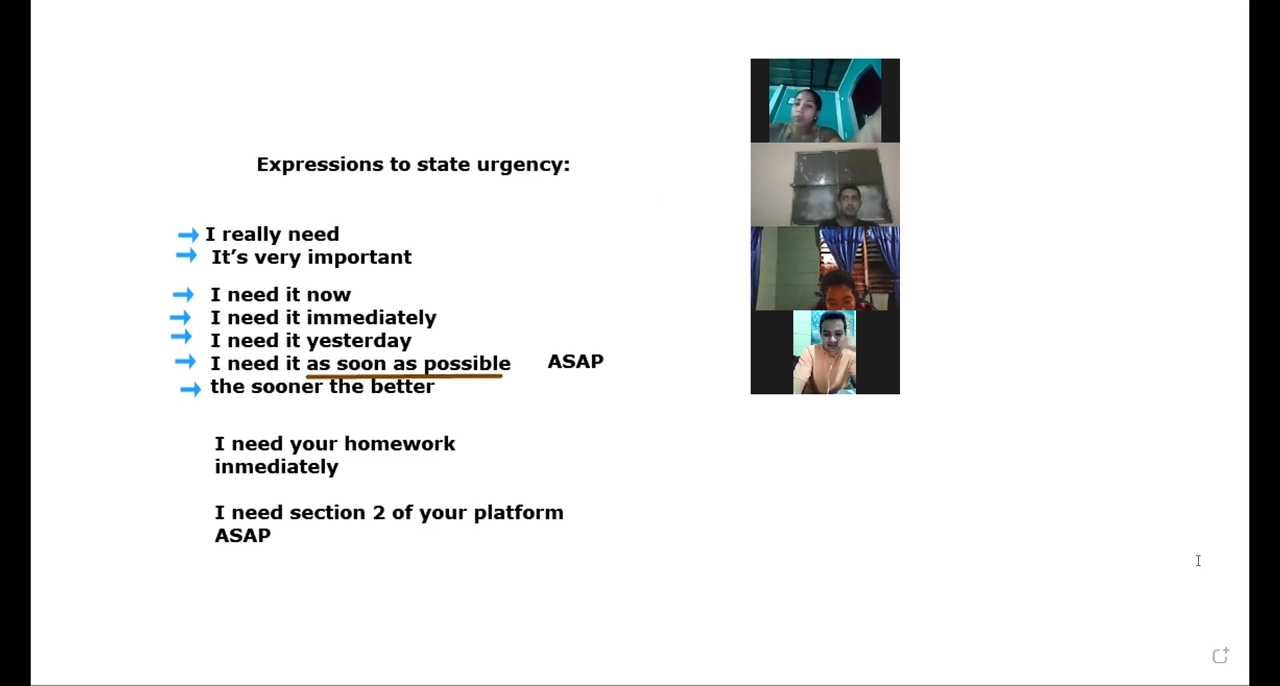 Expressions to state urgency:
I really need
It's very important
I need it now
I need it immediately
I need it yesterday
I need it as soon as possible ASAP
the sooner the better
I need your homework
inmediately
I need section 2 of your platform
ASAP